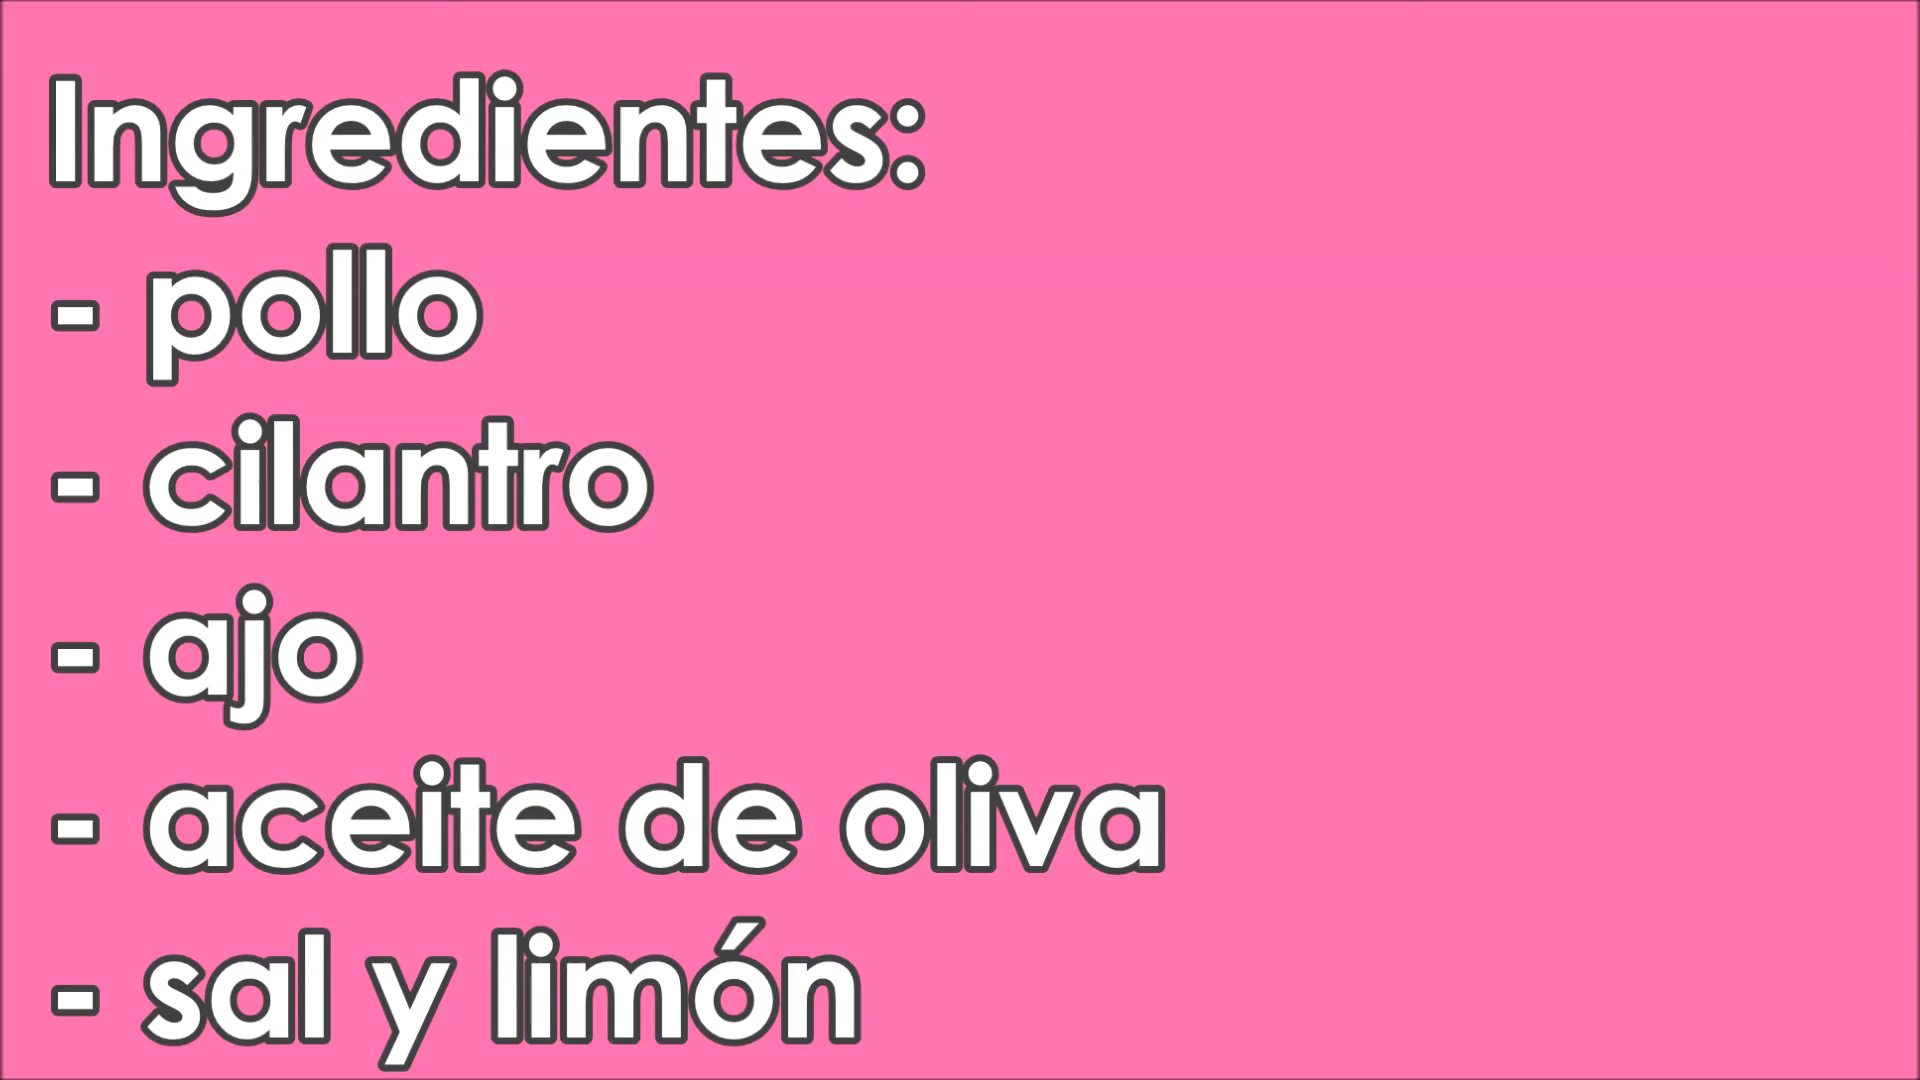 Ingredientes:
- pollo
- cilantro
- ajo
- aceite de oliva
- sal y limón